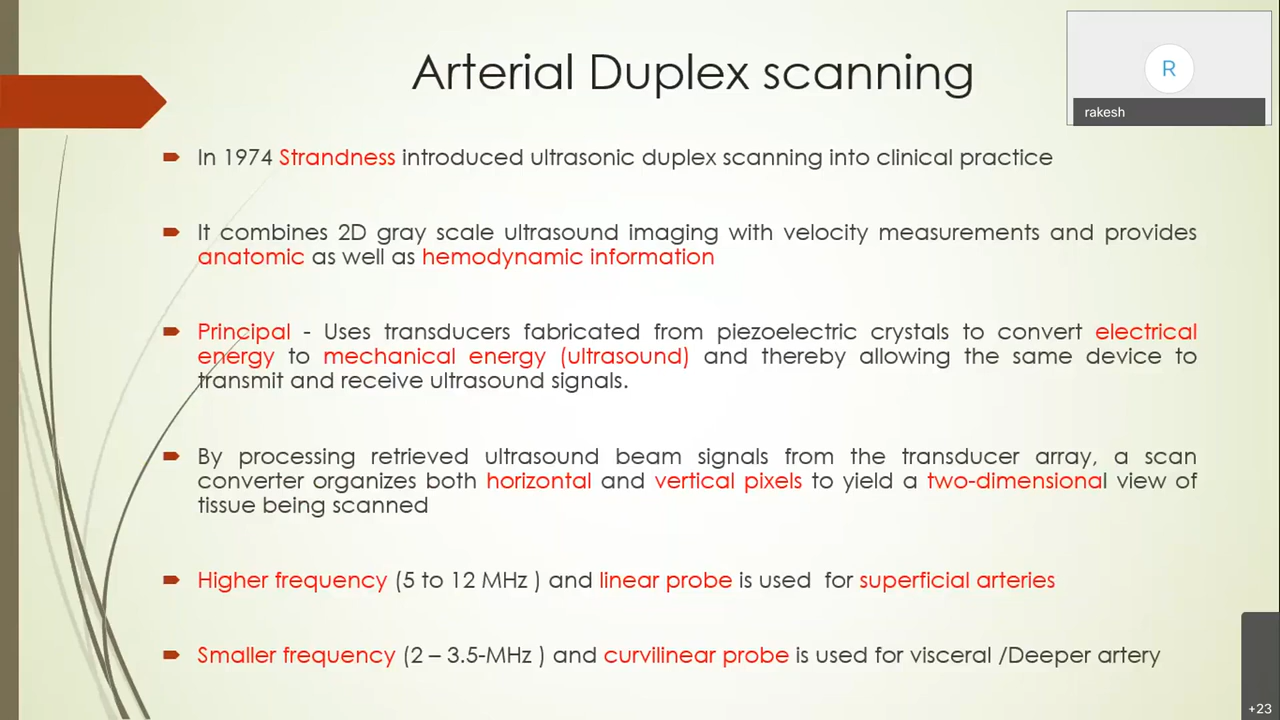 Arterial Duplex scanning
R
rakesh
In 1974 Strandness introduced ultrasonic duplex scanning into clinical practice
It combines 2D gray scale ultrasound imaging with velocity measurements and provides
anatomic as well as hemodynamic information
Principal - Uses transducers fabricated from piezoelectric crystals to convert electrical
energy to mechanical energy (ultrasound) and thereby allowing the same device to
transmit and receive ultrasound signals.
By processing retrieved ultrasound beam signals from the transducer array, a scan
converter organizes both horizontal and vertical pixels to yield a two-dimensional view of
tissue being scanned
Higher frequency (5 to 12 MHz ) and linear probe is used  for superficial arteries
Smaller frequency (2 – 3.5-MHz ) and curvilinear probe is used for visceral /Deeper artery
+23